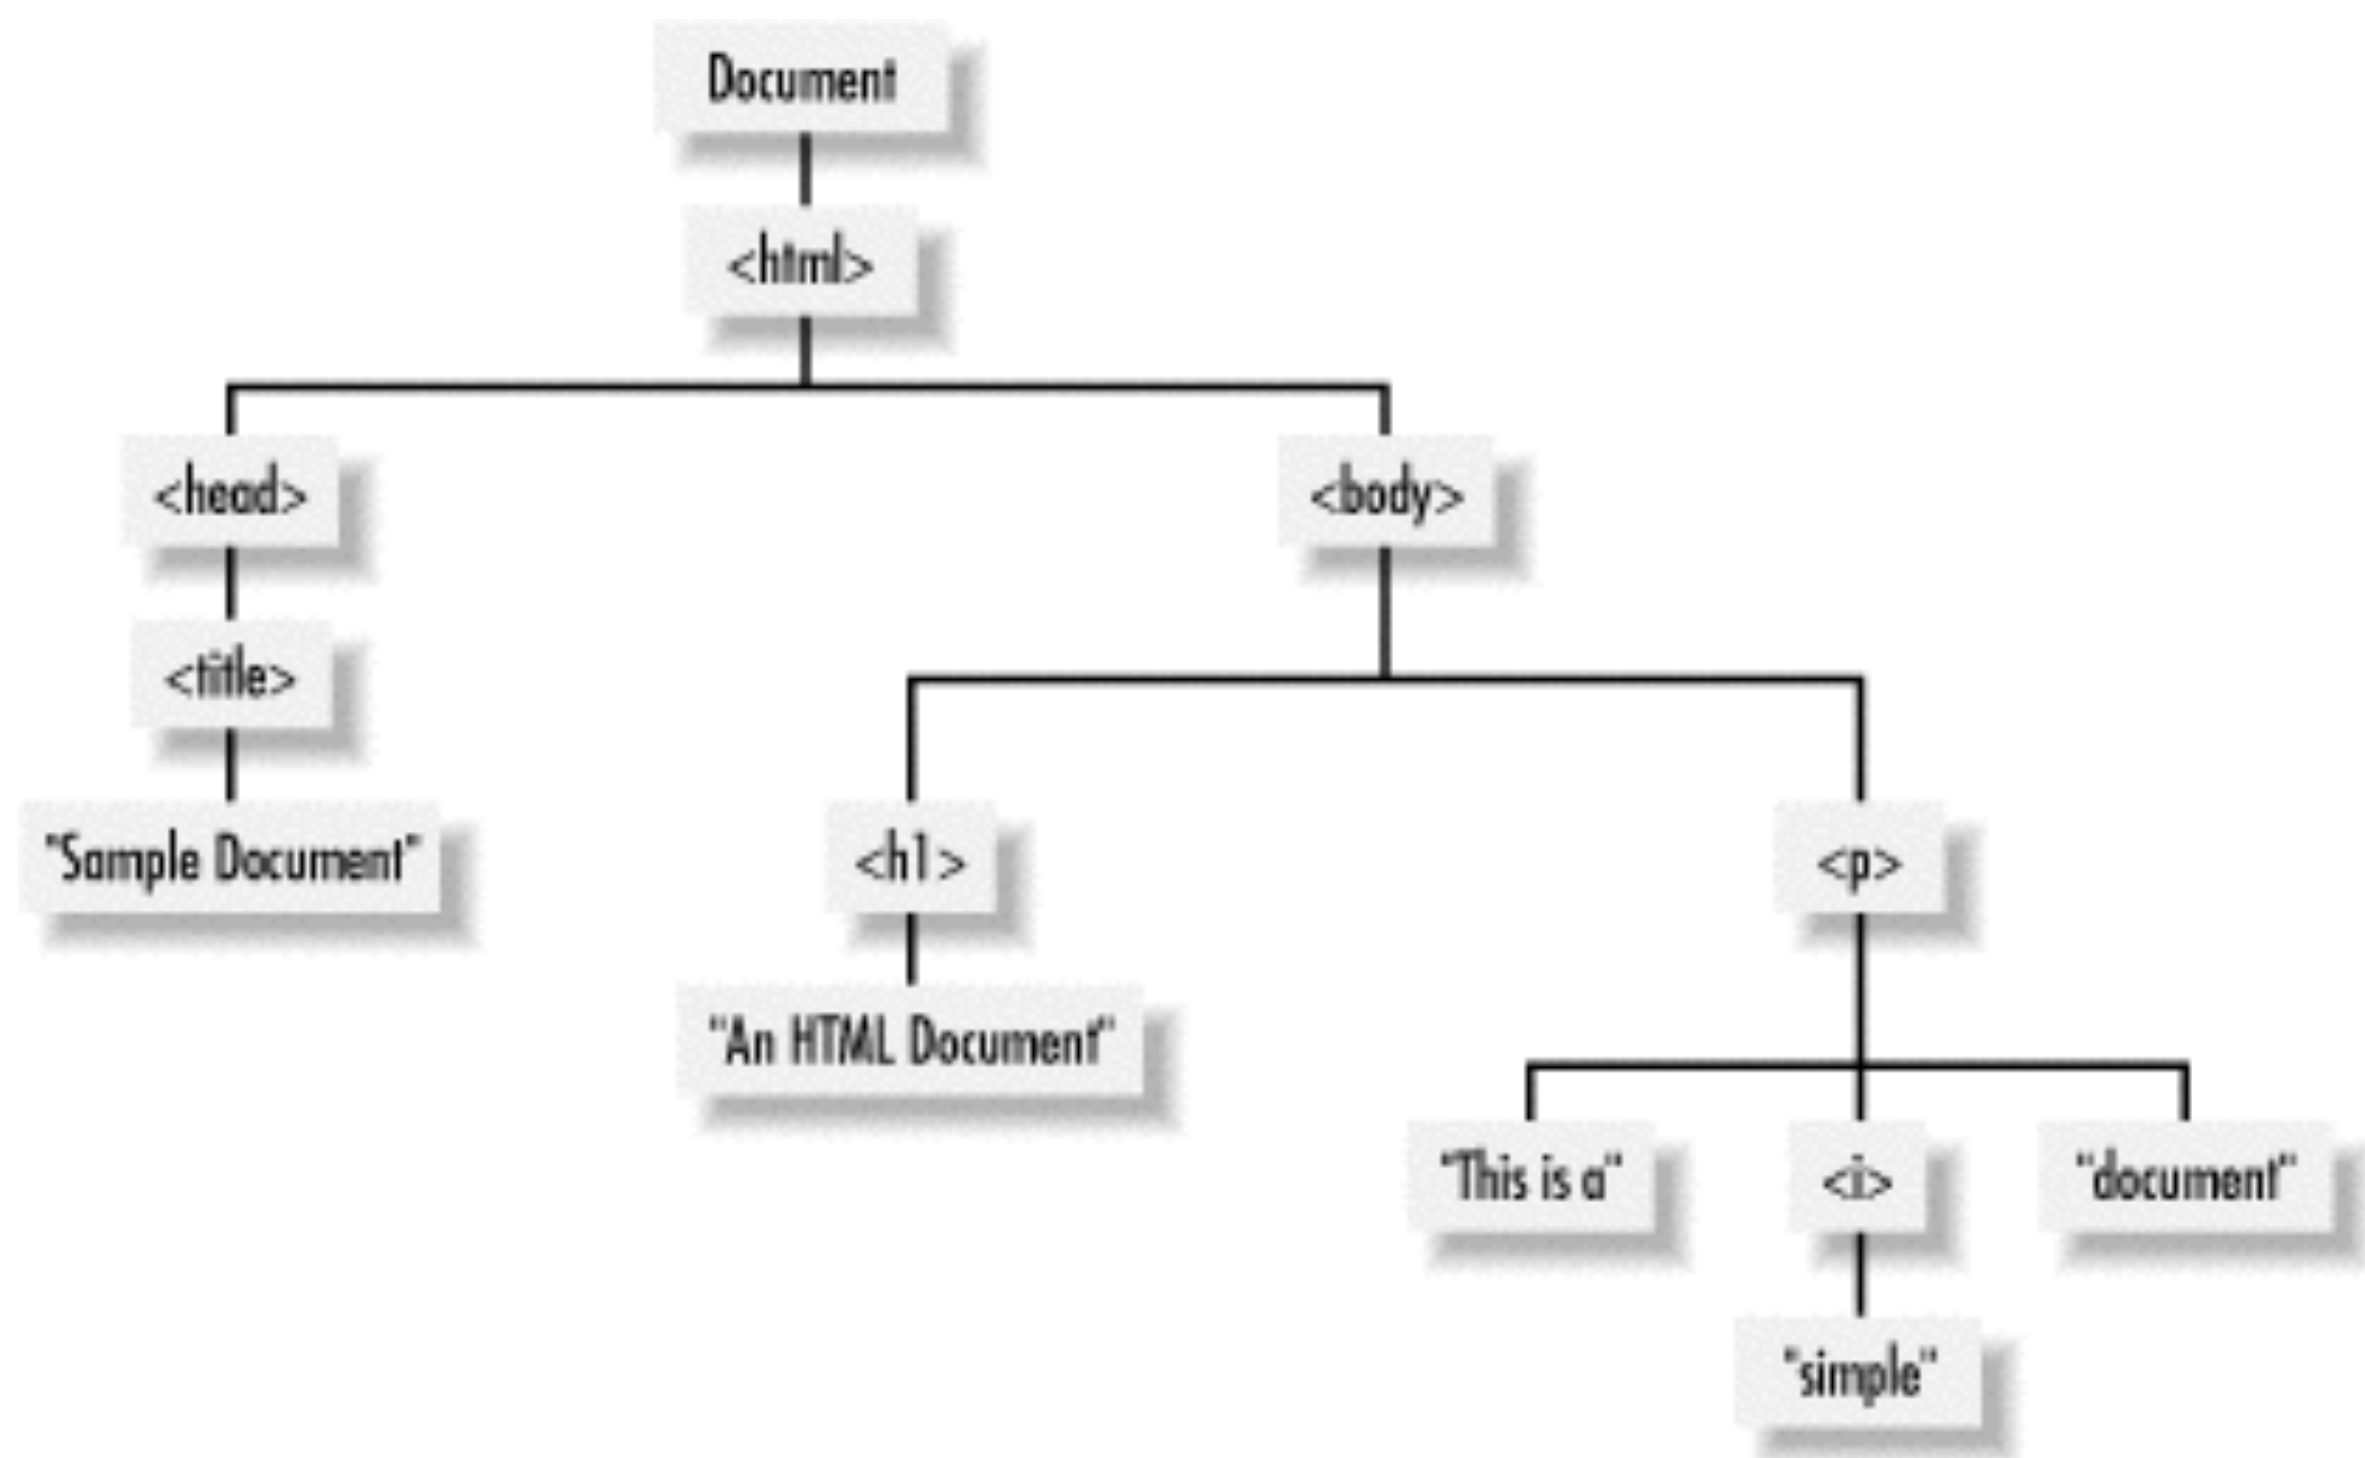 Document
<html>
<head>
<body>
<title>
"Sample Document"
<h1>
<p>
"An HTML Document"
"This is a"
<i>
"document"
"simple"